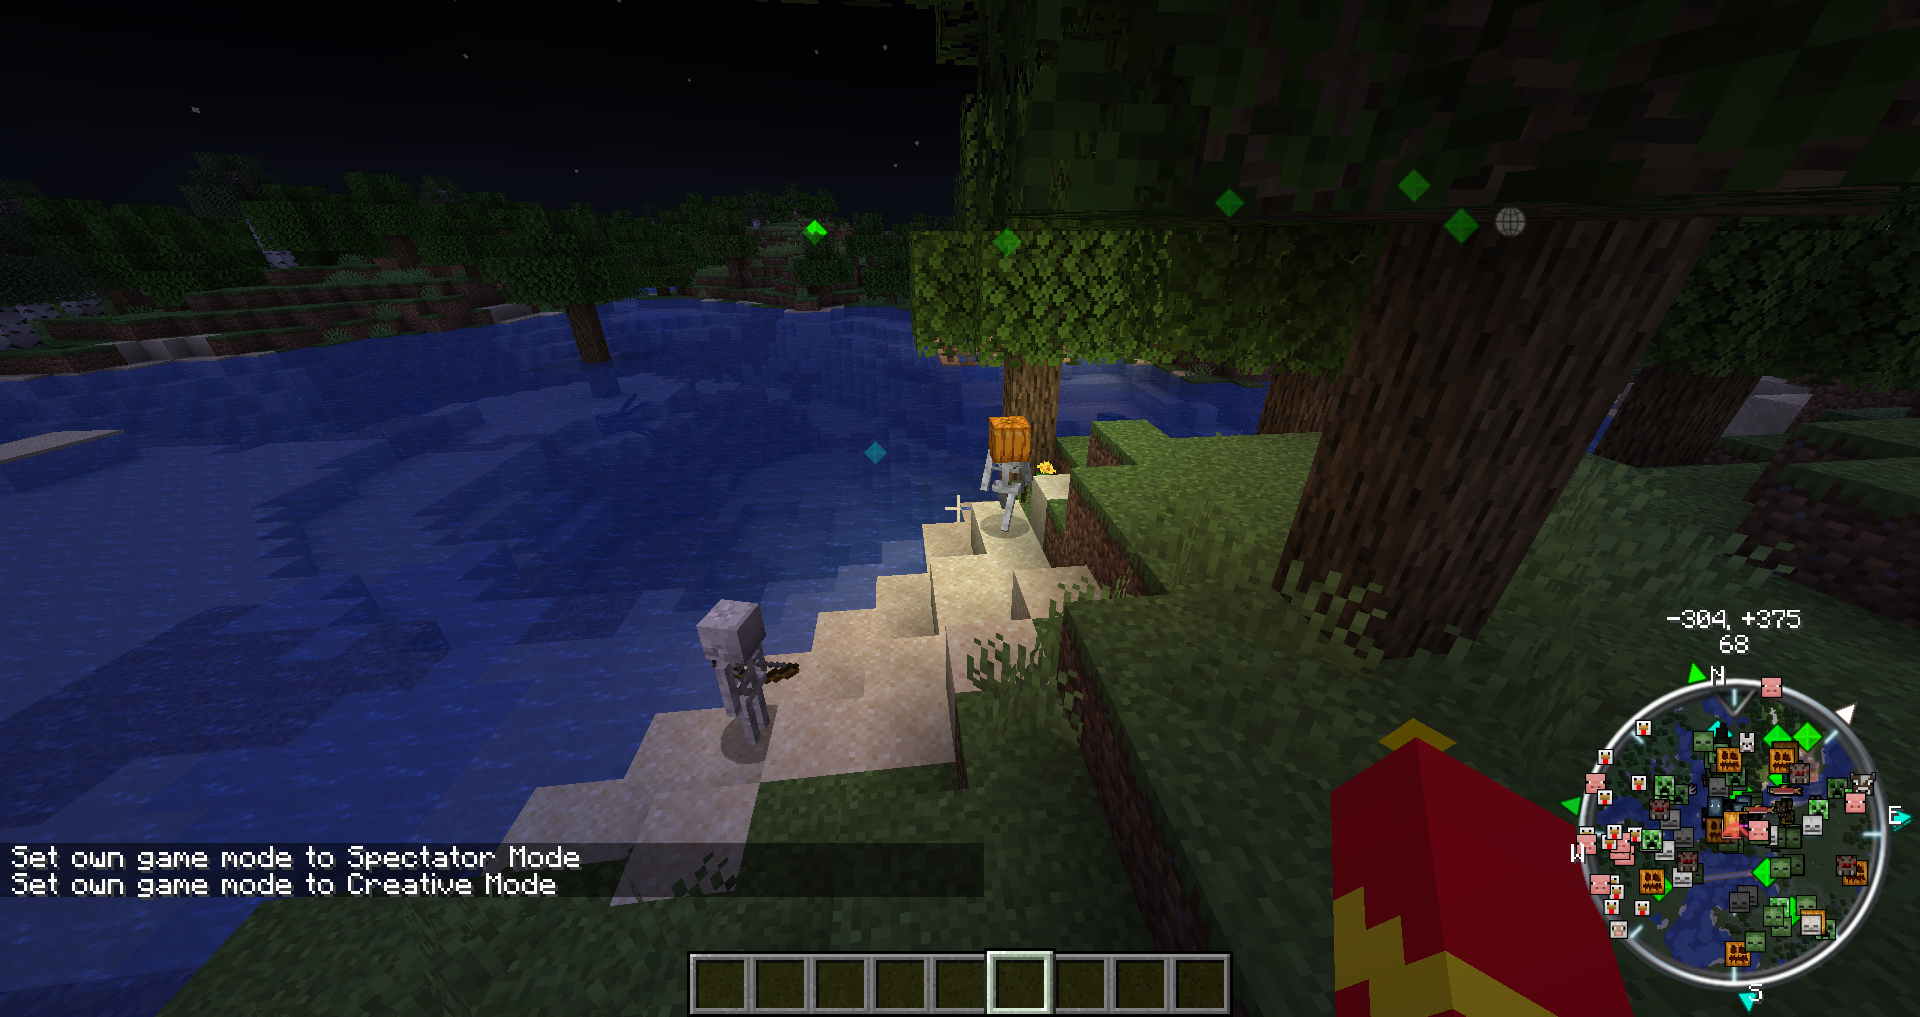 -304, +375
68
N
E
W
S
Set own game mode to Spectator Mode
Set own game mode to Creative Mode